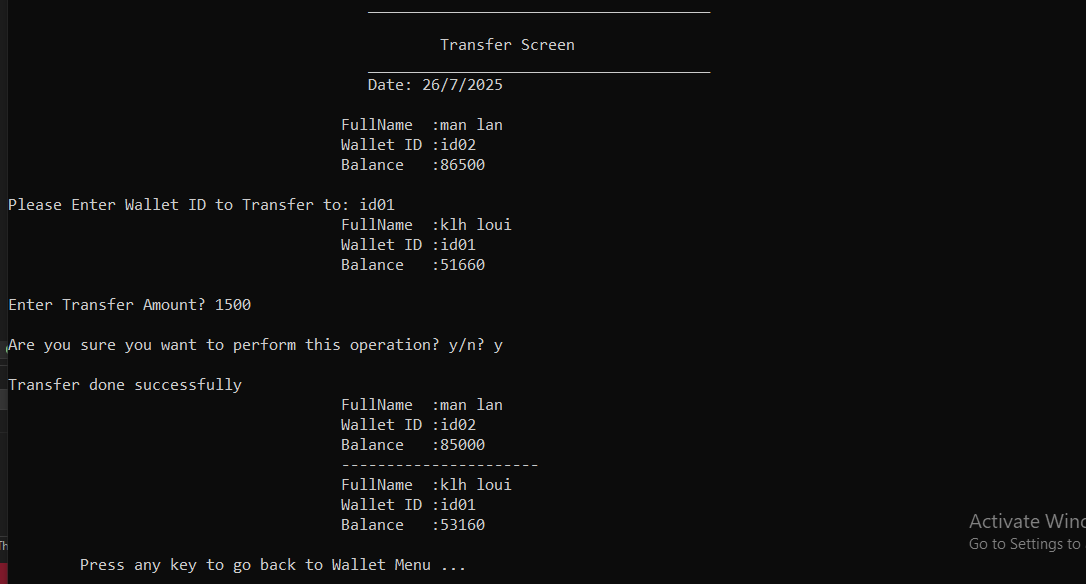 Transfer Screen
Date: 26/7/2025
FullName :man lan
Wallet ID :id02
Balance :86500
Please Enter Wallet ID to Transfer to: id01
FullName :klh loui
Wallet ID :id01
Balance :51660
Enter Transfer Amount? 1500
Are you sure you want to perform this operation? y/n? y
Transfer done successfully
FullName :man lan
Wallet ID :id02
Balance :85000
----------------------
FullName :klh loui
Wallet ID :id01
Balance :53160
Activate Wind
Go to Settings to
Press any key to go back to Wallet Menu ...